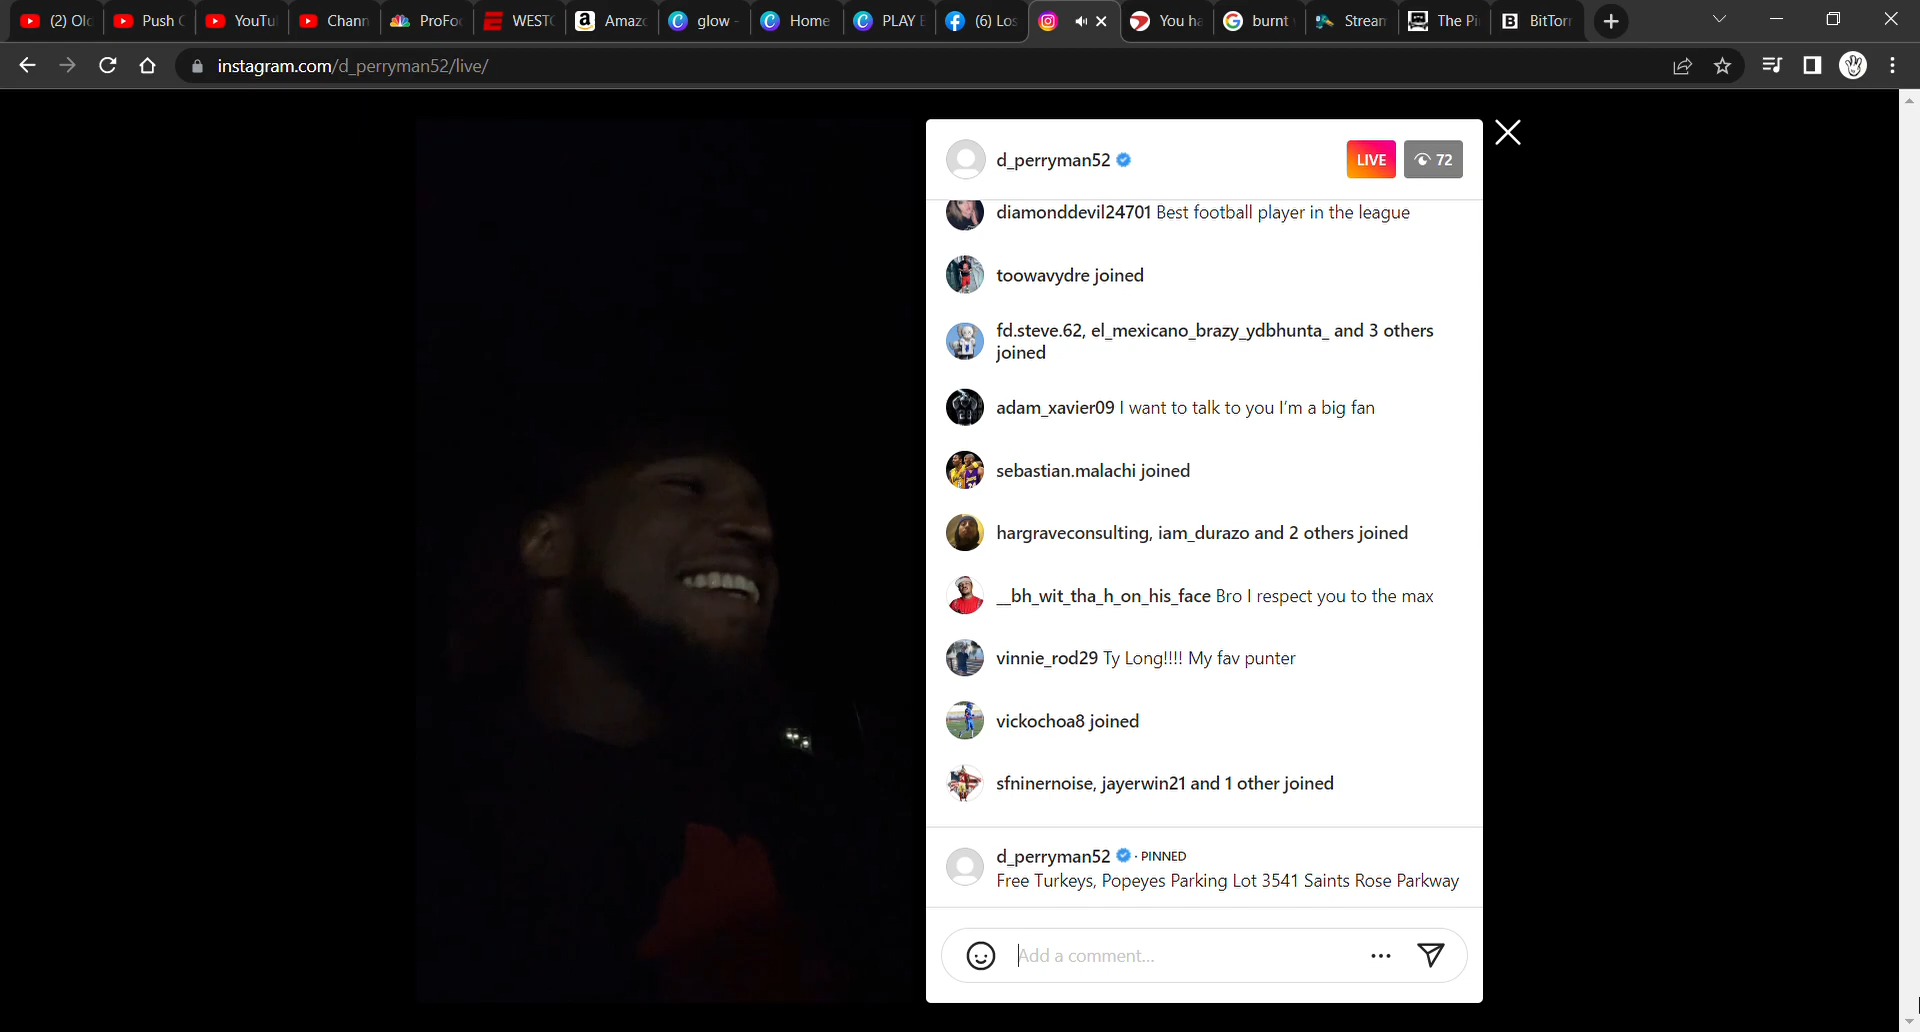 (2) Old
Push
YouTu
Chann
ProFoo
WESTC
Amazo
glow -
Home
PLAY
(6) Los
You ha
burnt
Stream
The Pi
BitTorr
instagram.com/d_perryman52/live/
d_perryman52
LIVE
72
diamonddevil24701 Best football player in the league
toowavydre joined
fd.steve.62, el_mexicano_brazy_ydbhunta_ and 3 others
joined
adam_xavier09 I want to talk to you I'm a big fan
sebastian.malachi joined
hargraveconsulting, iam_durazo and 2 others joined
__bh_wit_tha_h_on_his_face Bro I respect you to the max
vinnie_rod29 Ty Long!!!! My fav punter
vickochoa8 joined
sfninernoise, jayerwin21 and 1 other joined
d_perryman52 · PINNED
Free Turkeys, Popeyes Parking Lot 3541 Saints Rose Parkway
Add a comment...